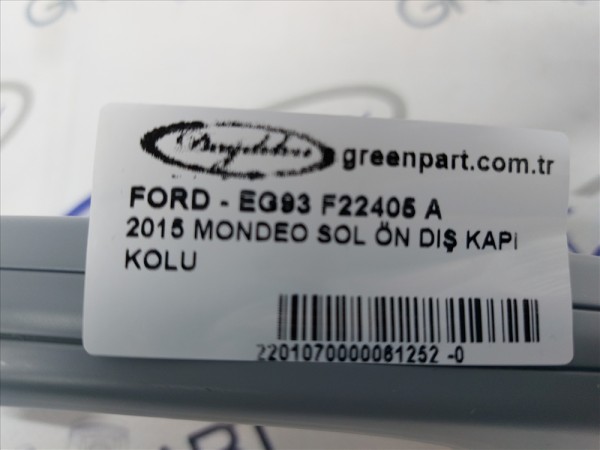 greenpart.com.tr
FORD - EG93 F22405 A
2015 MONDEO SOL ÖN DIŞ KAPI
KOLU
2201070000061252 -0